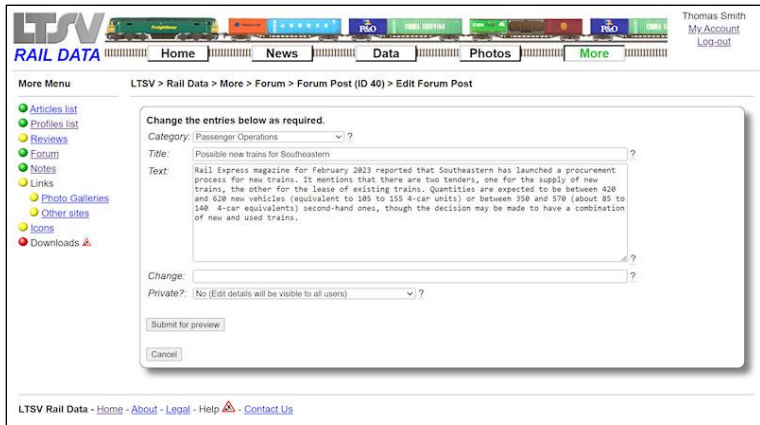 LTSV
RAIL DATA
Freightliner
P&O
CHINA SHIPPING
P&O
Thomas Smith
My Account
Log-out
Home
News
Data
Photos
More
More Menu
Articles list
Profiles list
Reviews
Forum
Notes
Links
Photo Galleries
Other sites
Icons
Downloads
LTSV > Rail Data > More > Forum > Forum Post (ID 40) > Edit Forum Post
Change the entries below as required.
Category: Passenger Operations ?
Title: Possible new trains for Southeastern ?
Text: Rail Express magazine for February 2023 reported that Southeastern has launched a procurement
process for new trains. It mentions that there are two tenders, one for the supply of new
trains, the other for the lease of existing trains. Quantities are expected to be between 420
and 620 new vehicles (equivalent to 105 to 155 4-car units) or between 350 and 570 (about 85 to
140 4-car equivalents) second-hand ones, though the decision may be made to have a combination
of new and used trains.
?
Change: ?
Private?: No (Edit details will be visible to all users) ?
Submit for preview
Cancel
LTSV Rail Data - Home - About - Legal - Help - Contact Us